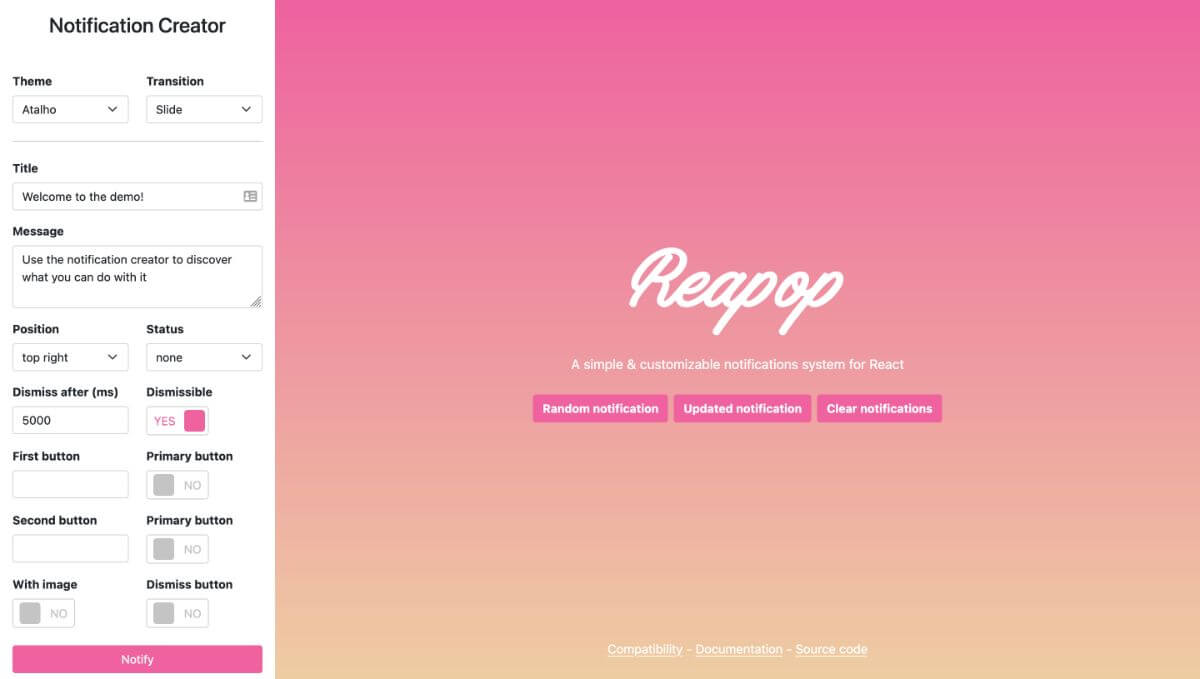 Notification Creator
Theme
Transition
Atalho
Slide
Title
Welcome to the demo!
Message
Use the notification creator to discover
what you can do with it
Position
Status
top right
none
Dismiss after (ms)
Dismissible
5000
YES
First button
Primary button
NO
Second button
Primary button
NO
With image
Dismiss button
NO
NO
Notify
Reapop
A simple & customizable notifications system for React
Random notification
Updated notification
Clear notifications
Compatibility - Documentation - Source code